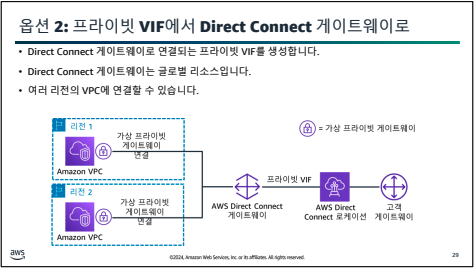 옵션 2: 프라이빗 VIF에서 Direct Connect 게이트웨이로
• Direct Connect 게이트웨이로 연결되는 프라이빗 VIF를 생성합니다.
• Direct Connect 게이트웨이는 글로벌 리소스입니다.
• 여러 리전의 VPC에 연결할 수 있습니다.
리전 1
가상 프라이빗
게이트웨이
연결
Amazon VPC
= 가상 프라이빗 게이트웨이
리전 2
가상 프라이빗
게이트웨이
연결
Amazon VPC
프라이빗 VIF
AWS Direct Connect
게이트웨이
AWS Direct
Connect 로케이션
고객
게이트웨이
aws
©2024, Amazon Web Services, Inc. or its affiliates. All rights reserved.
29